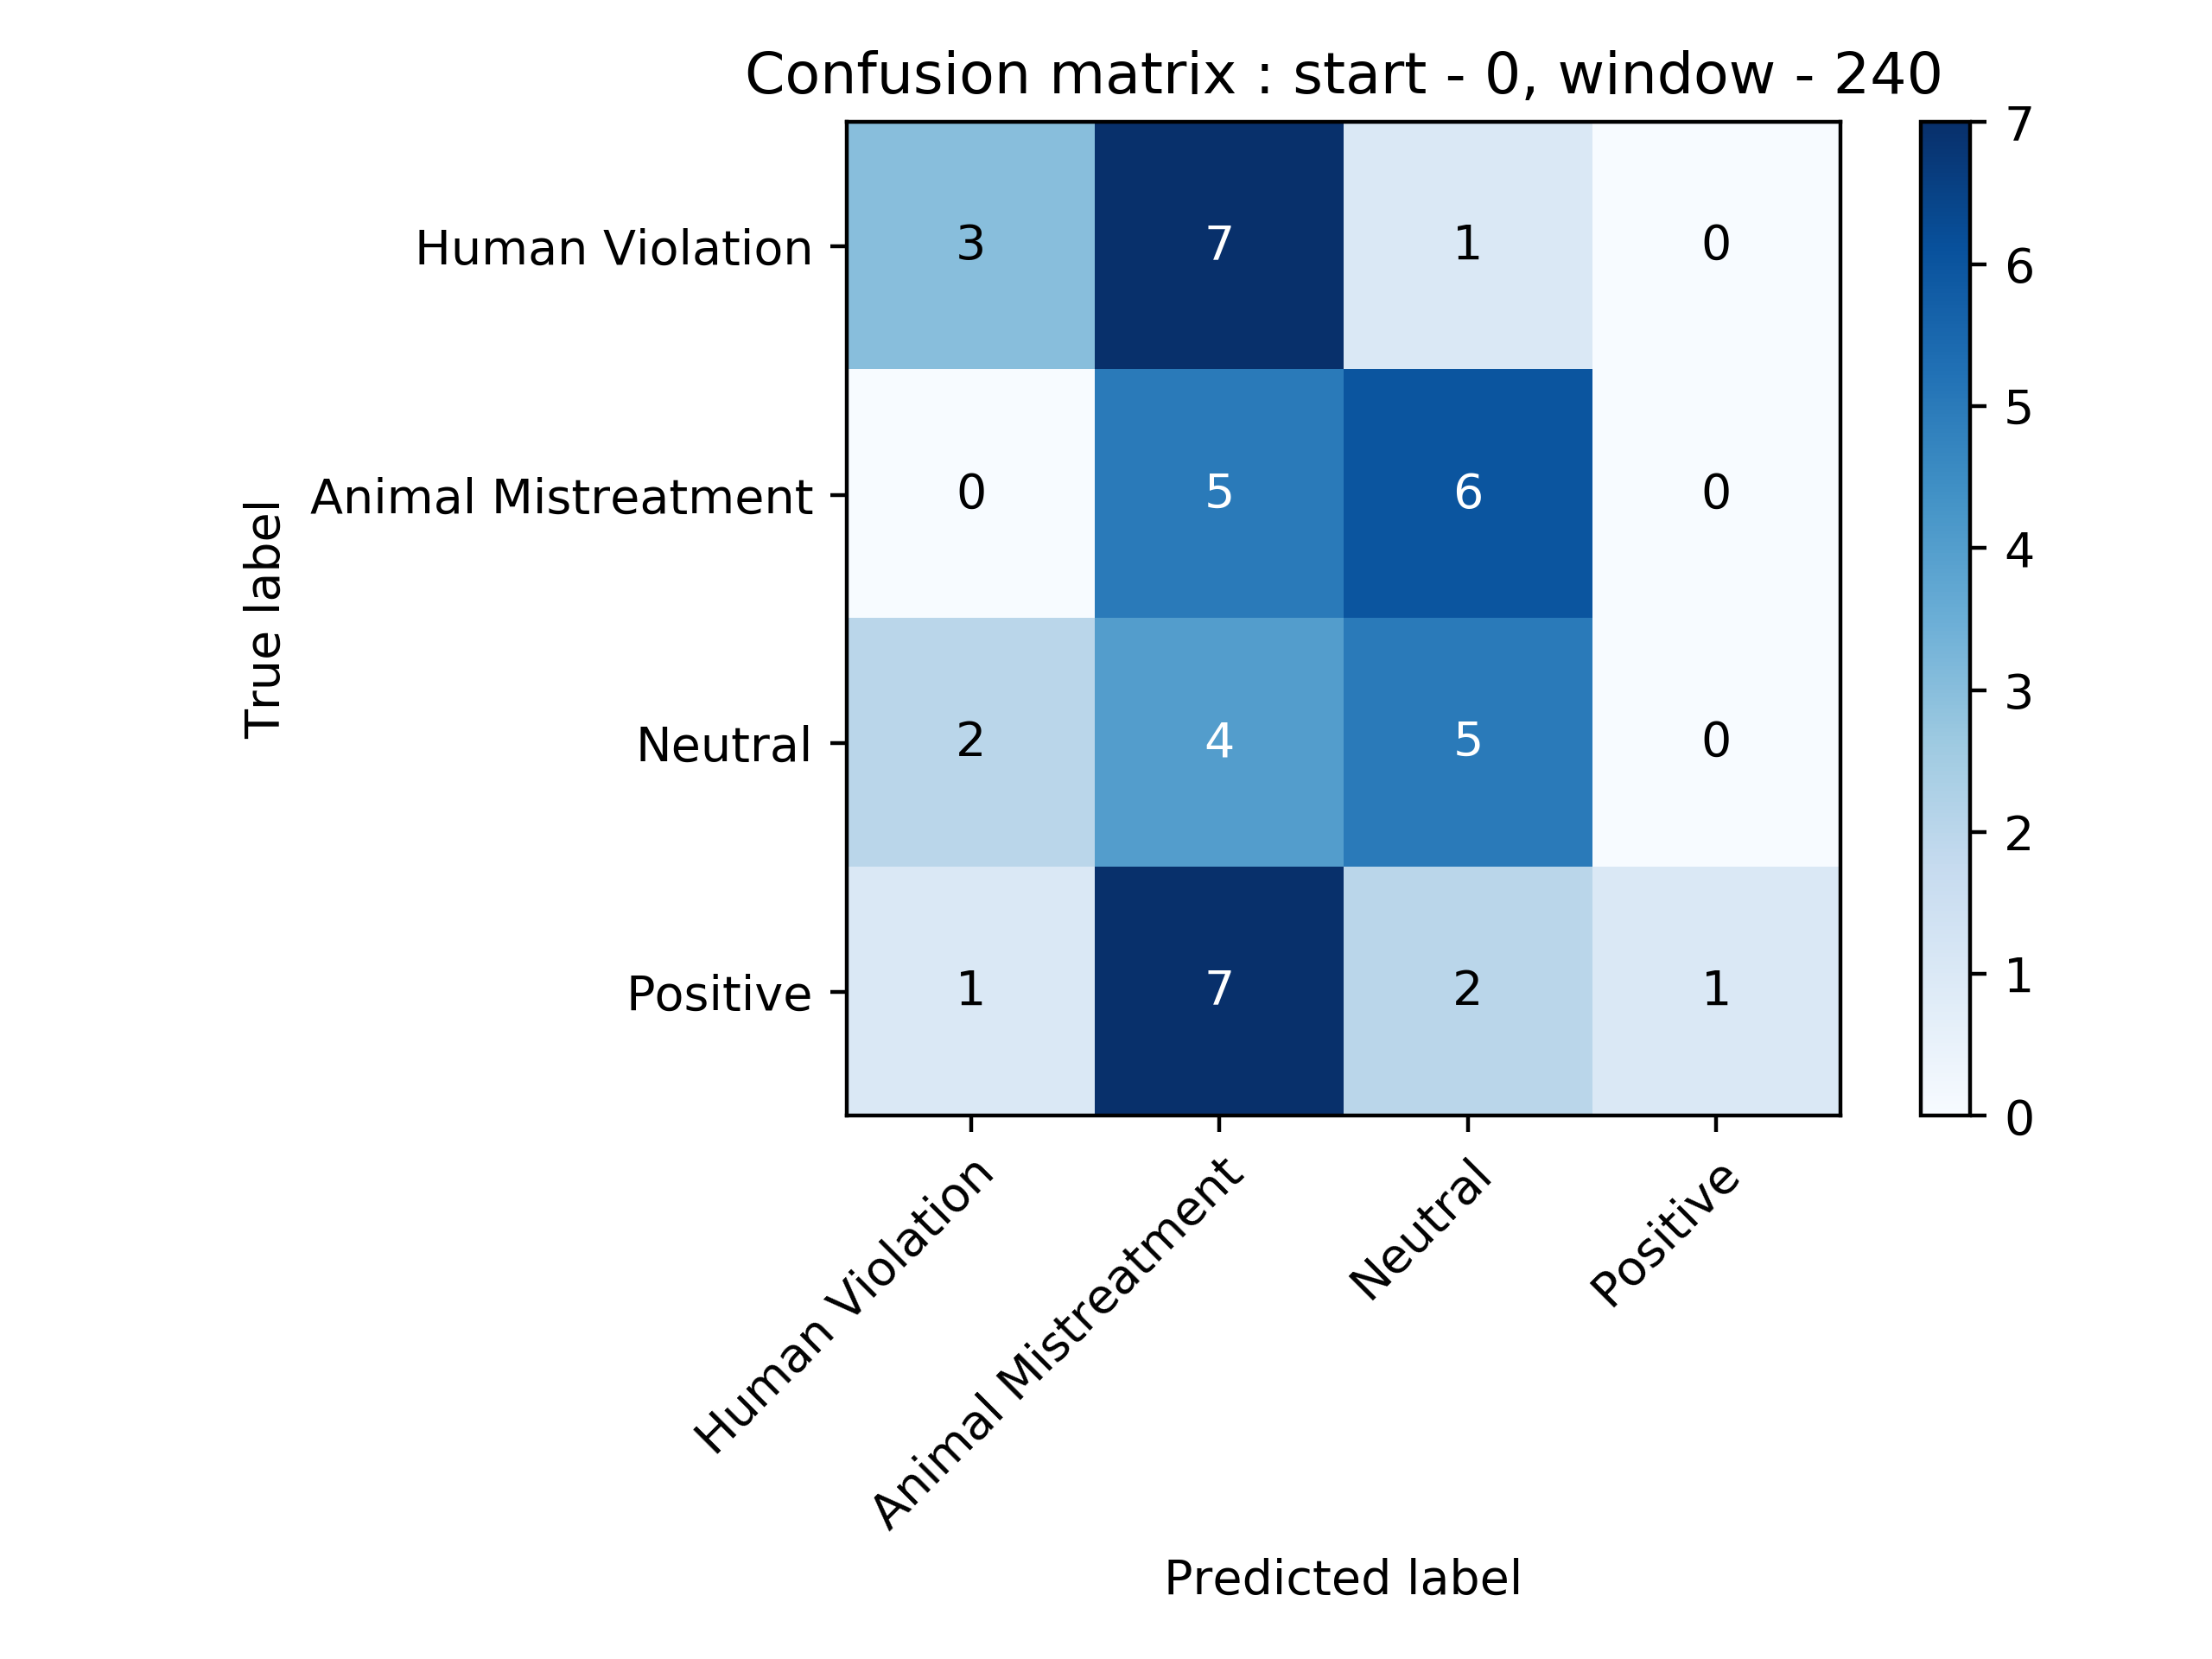 Confusion matrix : start - 0, window - 240
True label
Human Violation 3 7 1 0
Animal Mistreatment 0 5 6 0
Neutral 2 4 5 0
Positive 1 7 2 1
Human Violation
Animal Mistreatment
Neutral
Positive
Predicted label
7
6
5
4
3
2
1
0